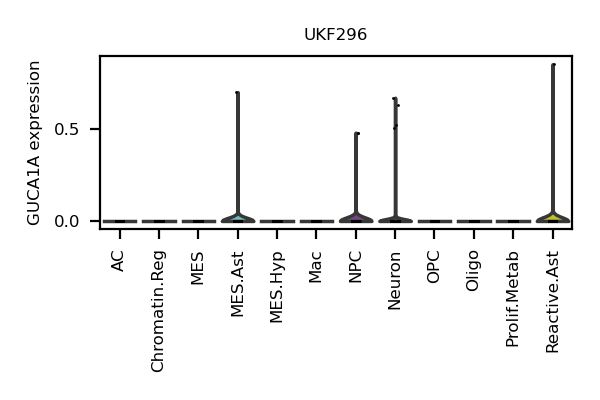 UKF296
GUCA1A expression
0.5
0.0
AC
Chromatin.Reg
MES
MES.Ast
MES.Hyp
Mac
NPC
Neuron
OPC
Oligo
Prolif.Metab
Reactive.Ast